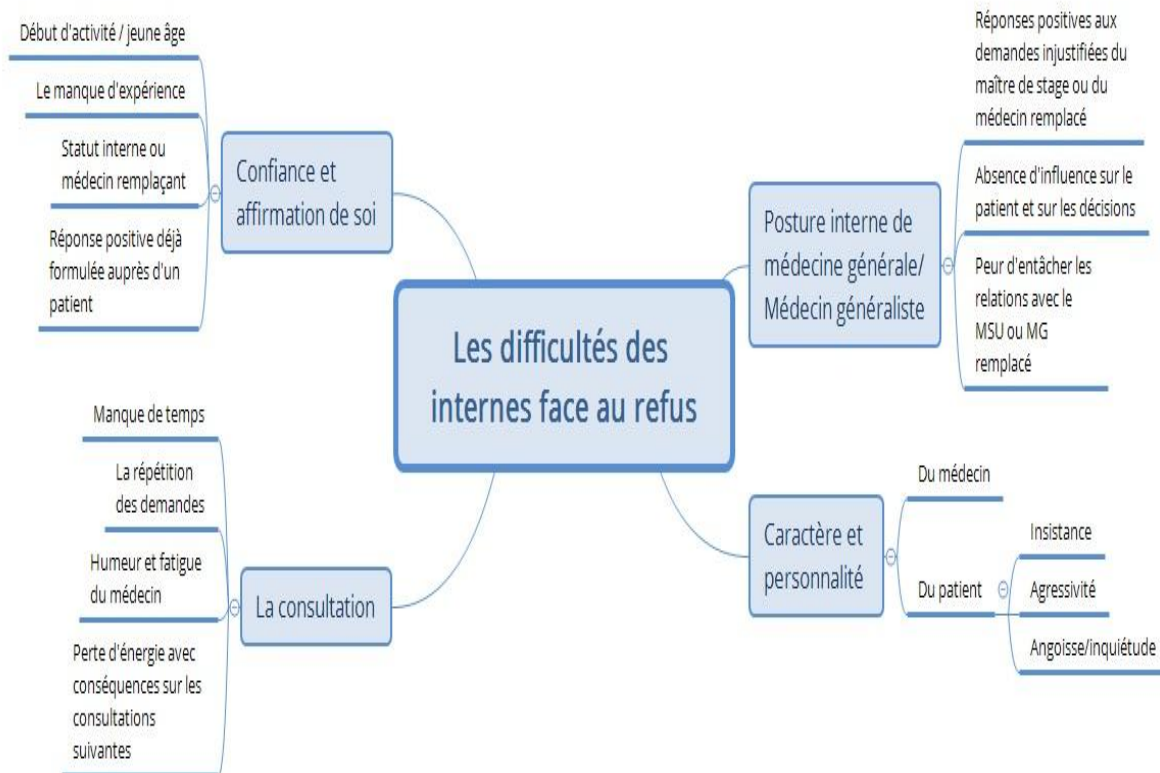 Les difficultés des
internes face au refus
Confiance et
affirmation de soi
Début d'activité / jeune âge
Le manque d'expérience
Statut interne ou
médecin remplaçant
Réponse positive déjà
formulée auprès d'un
patient
La consultation
Manque de temps
La répétition
des demandes
Humeur et fatigue
du médecin
Perte d'énergie avec
conséquences sur les
consultations
suivantes
Posture interne de
médecine générale/
Médecin généraliste
Réponses positives aux
demandes injustifiées du
maître de stage ou du
médecin remplacé
Absence d'influence sur le
patient et sur les décisions
Peur d'entâcher les
relations avec le
MSU ou MG
remplacé
Caractère et
personnalité
Du médecin
Du patient
Insistance
Agressivité
Angoisse/inquiétude